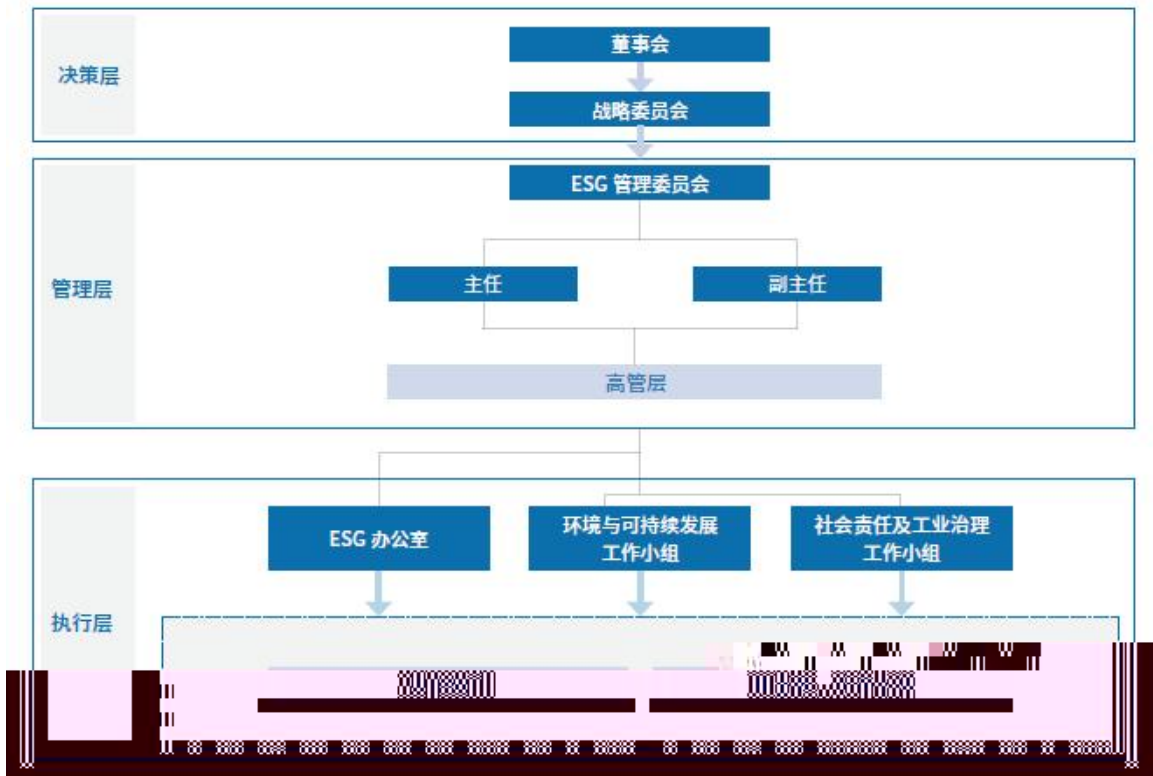 决策层
董事会
战略委员会
管理层
ESG 管理委员会
主任
副主任
高管层
执行层
ESG 办公室
环境与可持续发展
工作小组
社会责任及工业治理
工作小组